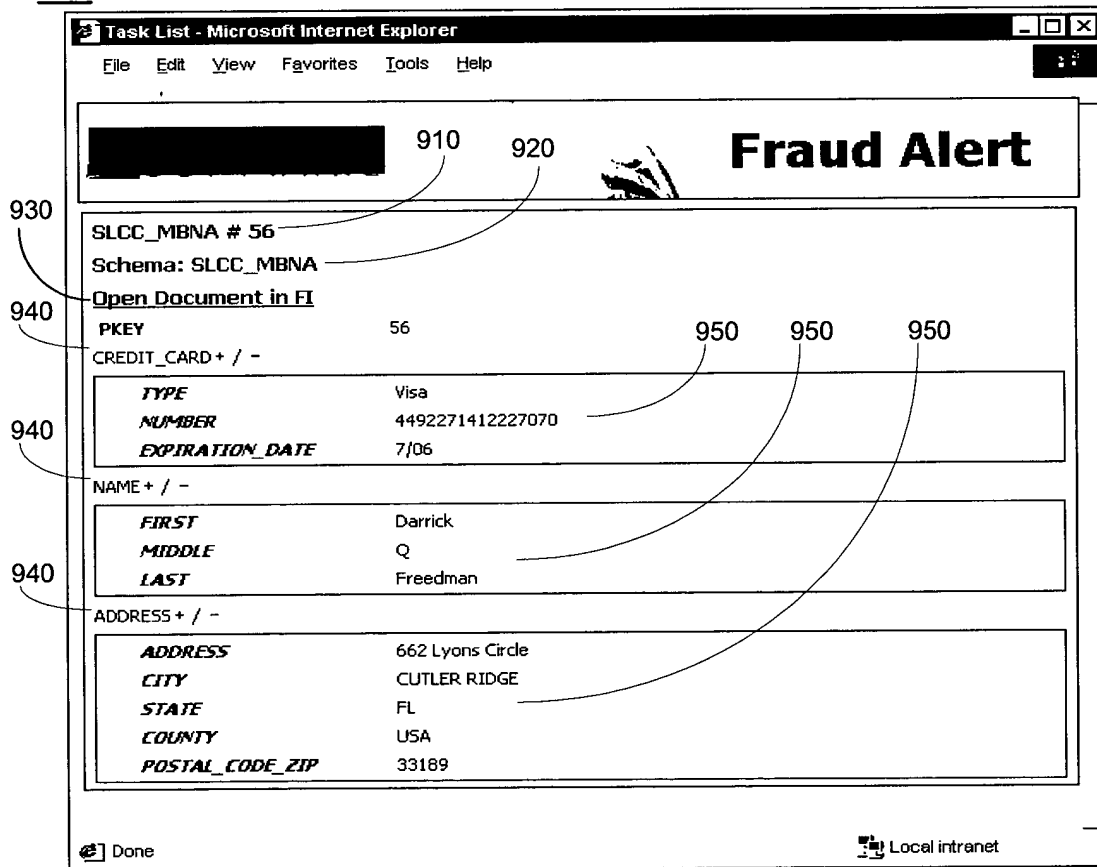 Task List - Microsoft Internet Explorer
File Edit View Favorites Tools Help
910 920 Fraud Alert
930
SLCC_MBNA # 56
Schema: SLCC_MBNA
Open Document in FI
940
PKEY 56
950 950 950
CREDIT_CARD + / -
TYPE Visa
NUMBER 4492271412227070
EXPIRATION_DATE 7/06
940
NAME + / -
FIRST Darrick
MIDDLE Q
LAST Freedman
940
ADDRESS + / -
ADDRESS 662 Lyons Circle
CITY CUTLER RIDGE
STATE FL
COUNTY USA
POSTAL_CODE_ZIP 33189
Done Local intranet